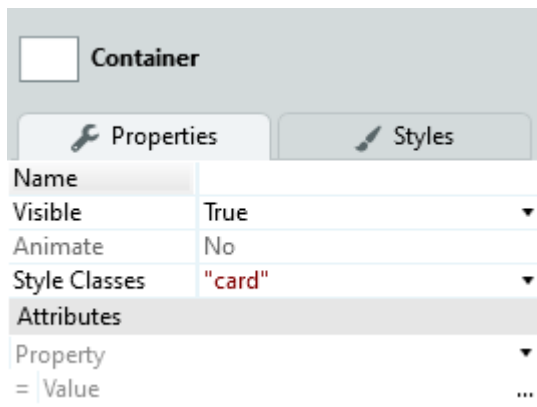 Container
Properties Styles
Name
Visible True
Animate No
Style Classes "card"
Attributes
Property
= Value ...